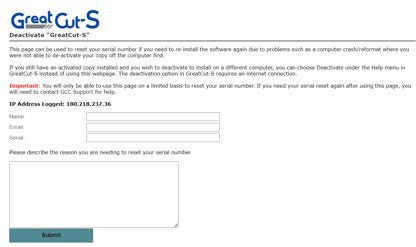 GreatCut-S
Deactivate "GreatCut-S"
This page can be used to reset your serial number if you need to re-install the software again due to problems such as a computer crash/reformat where you
were not able to de-activate your copy off the computer first.
If you still have an activated copy installed and you wish to deactivate to install on a different computer, you can choose Deactivate under the Help menu in
GreatCut-S instead of using this webpage. The deactivation option in GreatCut-S requires an internet connection.
Important: You will only be able to use this page on a limited basis to reset your serial number. If you need your serial reset again after using this page, you
will need to contact GCC Support for help.
IP Address Logged: 180.218.237.36
Name
Email
Serial
Please describe the reason you are needing to reset your serial number
Submit